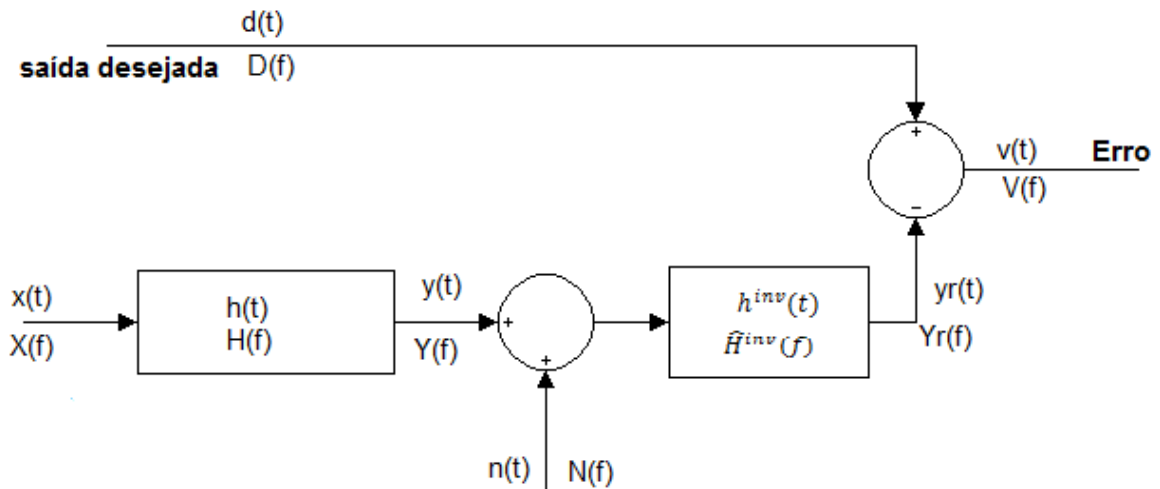 d(t)
saída desejada D(f)
+
v(t) Erro
V(f)
−
x(t)
X(f)
h(t)
H(f)
y(t)
Y(f)
+
+
h^{inv}(t)
Ĥ^{inv}(f)
yr(t)
Yr(f)
n(t) N(f)